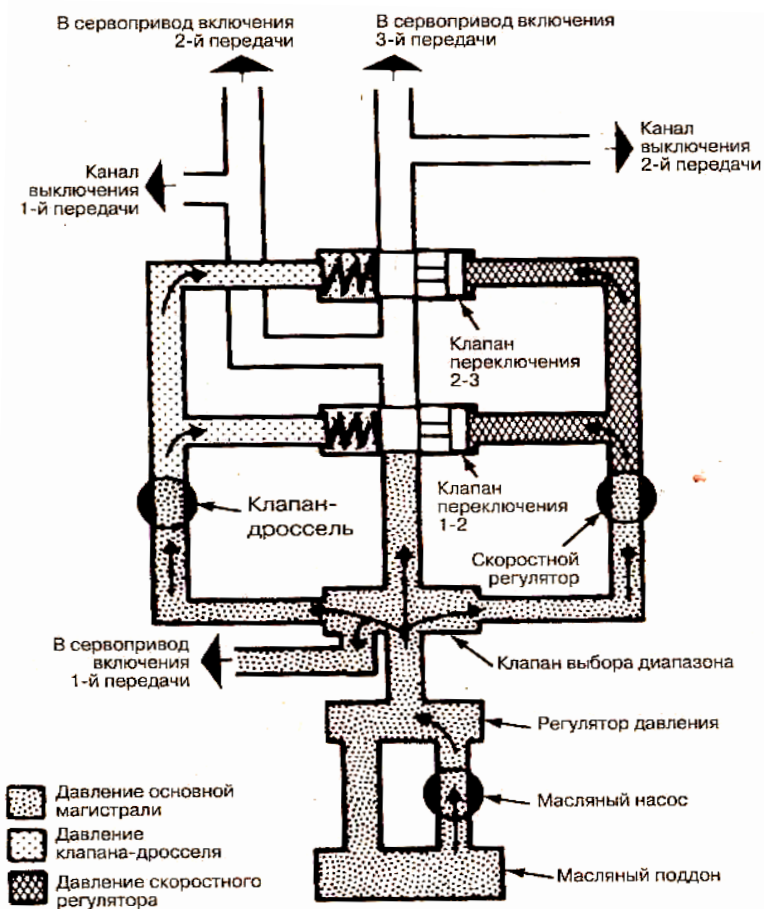 В сервопривод включения
2-й передачи
В сервопривод включения
3-й передачи
Канал
выключения
1-й передачи
Канал
выключения
2-й передачи
Клапан
переключения
2-3
Клапан-
дроссель
Клапан
переключения
1-2
Скоростной
регулятор
В сервопривод
включения
1-й передачи
Клапан выбора диапазона
Регулятор давления
Масляный насос
Масляный поддон
Давление основной
магистрали
Давление
клапана-дросселя
Давление скоростного
регулятора